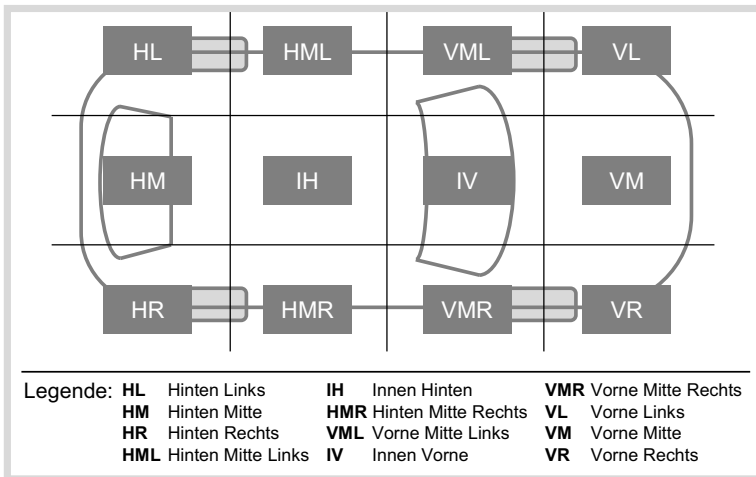 HL HML VML VL
HM IH IV VM
HR HMR VMR VR
Legende: HL Hinten Links IH Innen Hinten VMR Vorne Mitte Rechts
HM Hinten Mitte HMR Hinten Mitte Rechts VL Vorne Links
HR Hinten Rechts VML Vorne Mitte Links VM Vorne Mitte
HML Hinten Mitte Links IV Innen Vorne VR Vorne Rechts